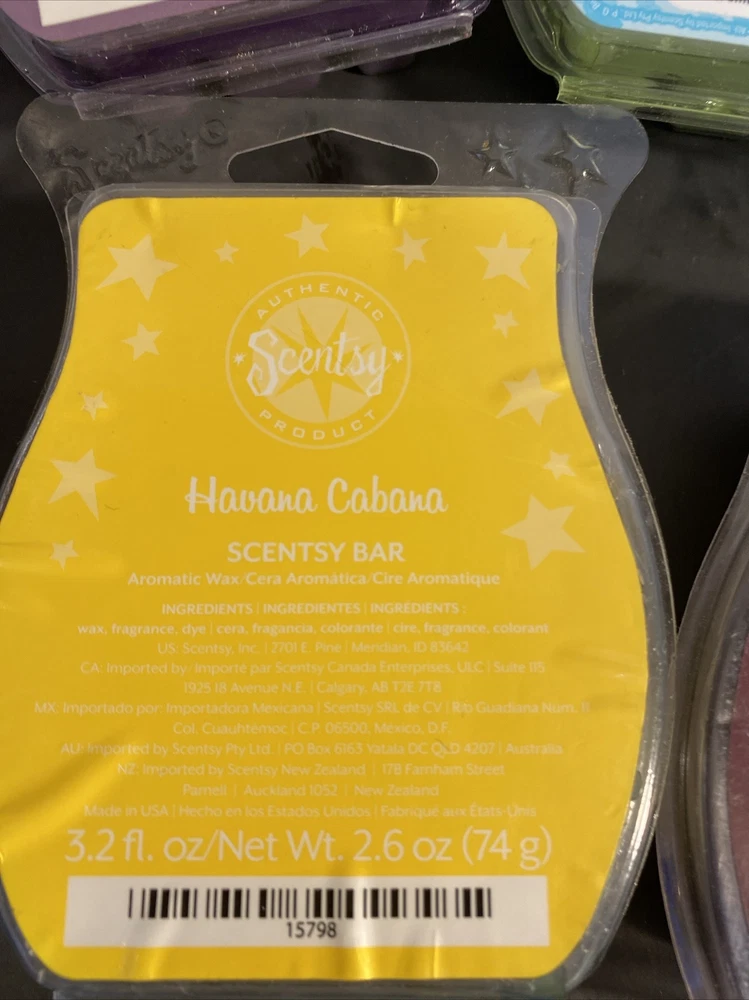 Scentsy®
AUTHENTIC
Scentsy
PRODUCT
Havana Cabana
SCENTSY BAR
Aromatic Wax/Cera Aromática/Cire Aromatique
INGREDIENTS | INGREDIENTES | INGRÉDIENTS :
wax, fragrance, dye | cera, fragancia, colorante | cire, fragrance, colorant
US: Scentsy, Inc. | 2701 E. Pine | Meridian, ID 83642
CA: Imported by· Importé par Scentsy Canada Enterprises, ULC | Suite 115
1925 18 Avenue N.E. | Calgary, AB T2E 7T8
MX: Importado por: Importadora Mexicana | Scentsy SRL de CV | Río Guadiana Num. 11
Col. Cuauhtémoc | C.P. 06500, México, D.F.
AU: Imported by Scentsy Pty Ltd. | PO Box 6163 Yatala DC QLD 4207 | Australia
NZ: Imported by Scentsy New Zealand | 17B Farnham Street
Parnell | Auckland 1052 | New Zealand
Made in USA | Hecho en los Estados Unidos | Fabriqué aux États-Unis
3.2 fl. oz/Net Wt. 2.6 oz (74 g)
15798